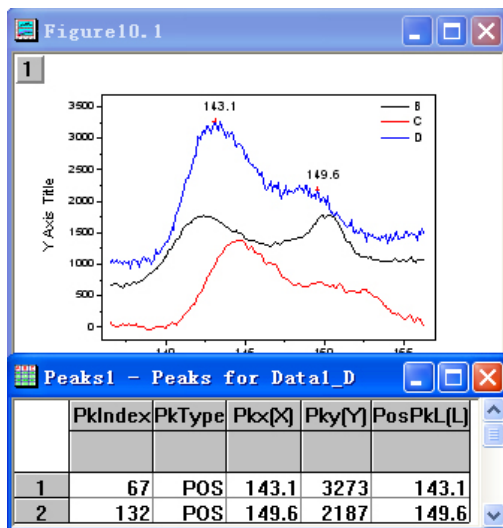 Figure10.1
1
143.1
149.6
B
C
D
3500
3000
2500
2000
1500
1000
500
0
Y Axis Title
Peaks1 - Peaks for Data1_D
PkIndex PkType Pkx(X) Pky(Y) PosPkL(L)
1 67 POS 143.1 3273 143.1
2 132 POS 149.6 2187 149.6